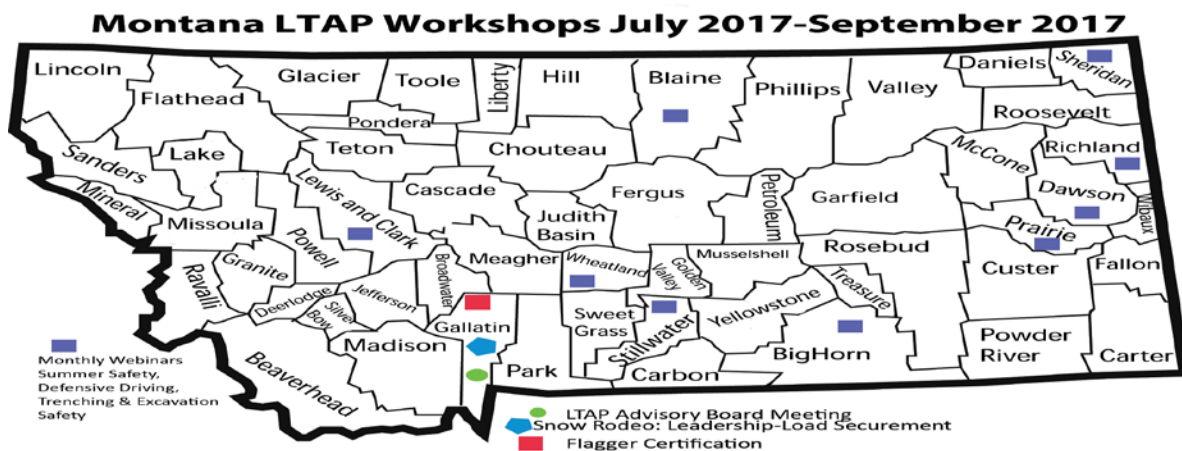 Montana LTAP Workshops July 2017-September 2017
Lincoln
Flathead
Glacier
Toole
Liberty
Hill
Blaine
Phillips
Valley
Daniels
Sheridan
Roosevelt
Pondera
Sanders
Lake
Teton
Chouteau
McCone
Richland
Mineral
Missoula
Lewis and Clark
Cascade
Judith
Basin
Fergus
Petroleum
Garfield
Dawson
Wibaux
Prairie
Powell
Granite
Ravalli
Broadwater
Meagher
Wheatland
Golden
Valley
Musselshell
Rosebud
Treasure
Custer
Fallon
Deerlodge
Silver
Bow
Jefferson
Gallatin
Sweet
Grass
Stillwater
Yellowstone
Madison
Beaverhead
Park
Carbon
BigHorn
Powder
River
Carter
Monthly Webinars
Summer Safety,
Defensive Driving,
Trenching & Excavation
Safety
LTAP Advisory Board Meeting
Snow Rodeo: Leadership-Load Securement
Flagger Certification